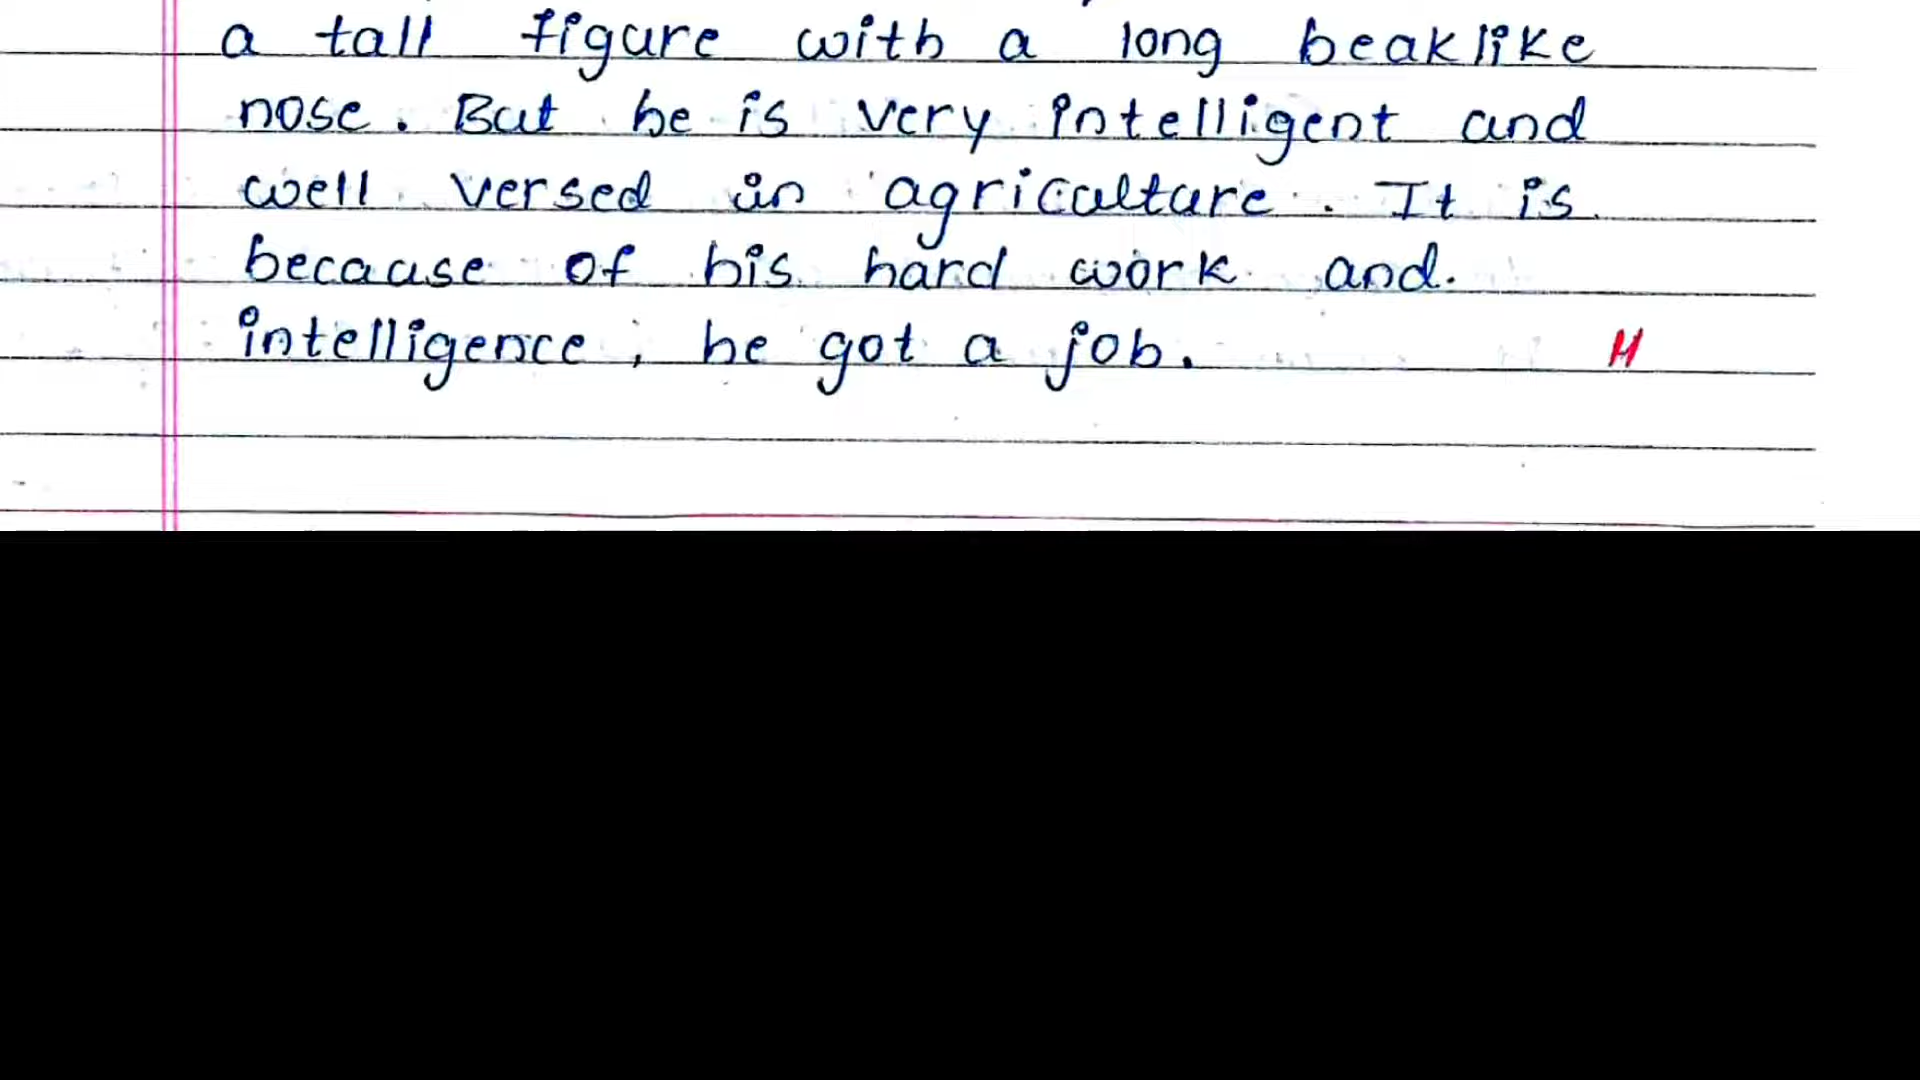 a tall figure with a long beaklike
nose. But he is very intelligent and
well versed in agriculture. It is
because of his hard work and.
intelligence, he got a job.
H